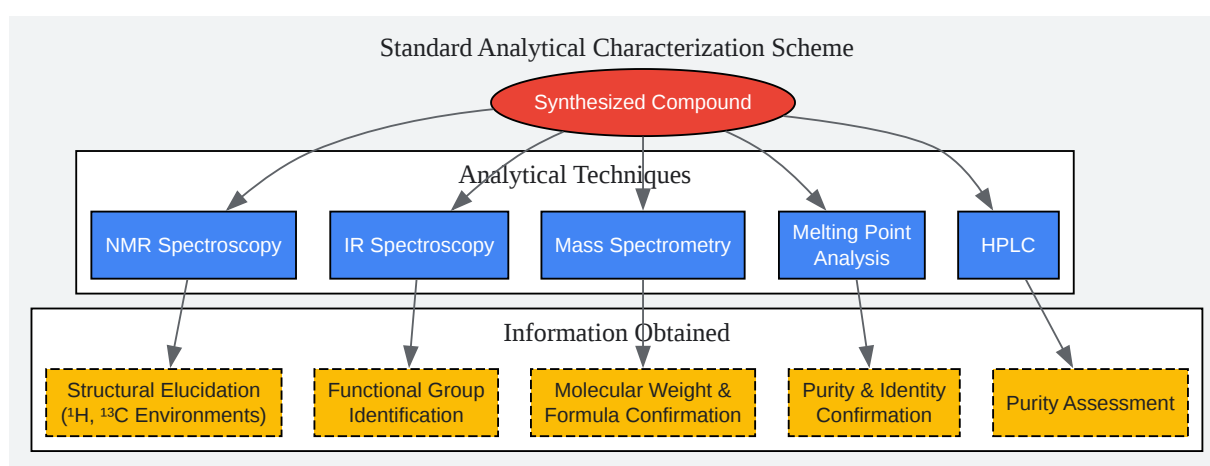 Standard Analytical Characterization Scheme
Synthesized Compound
Analytical Techniques
NMR Spectroscopy
IR Spectroscopy
Mass Spectrometry
Melting Point
Analysis
HPLC
Information Obtained
Structural Elucidation
(¹H, ¹³C Environments)
Functional Group
Identification
Molecular Weight &
Formula Confirmation
Purity & Identity
Confirmation
Purity Assessment